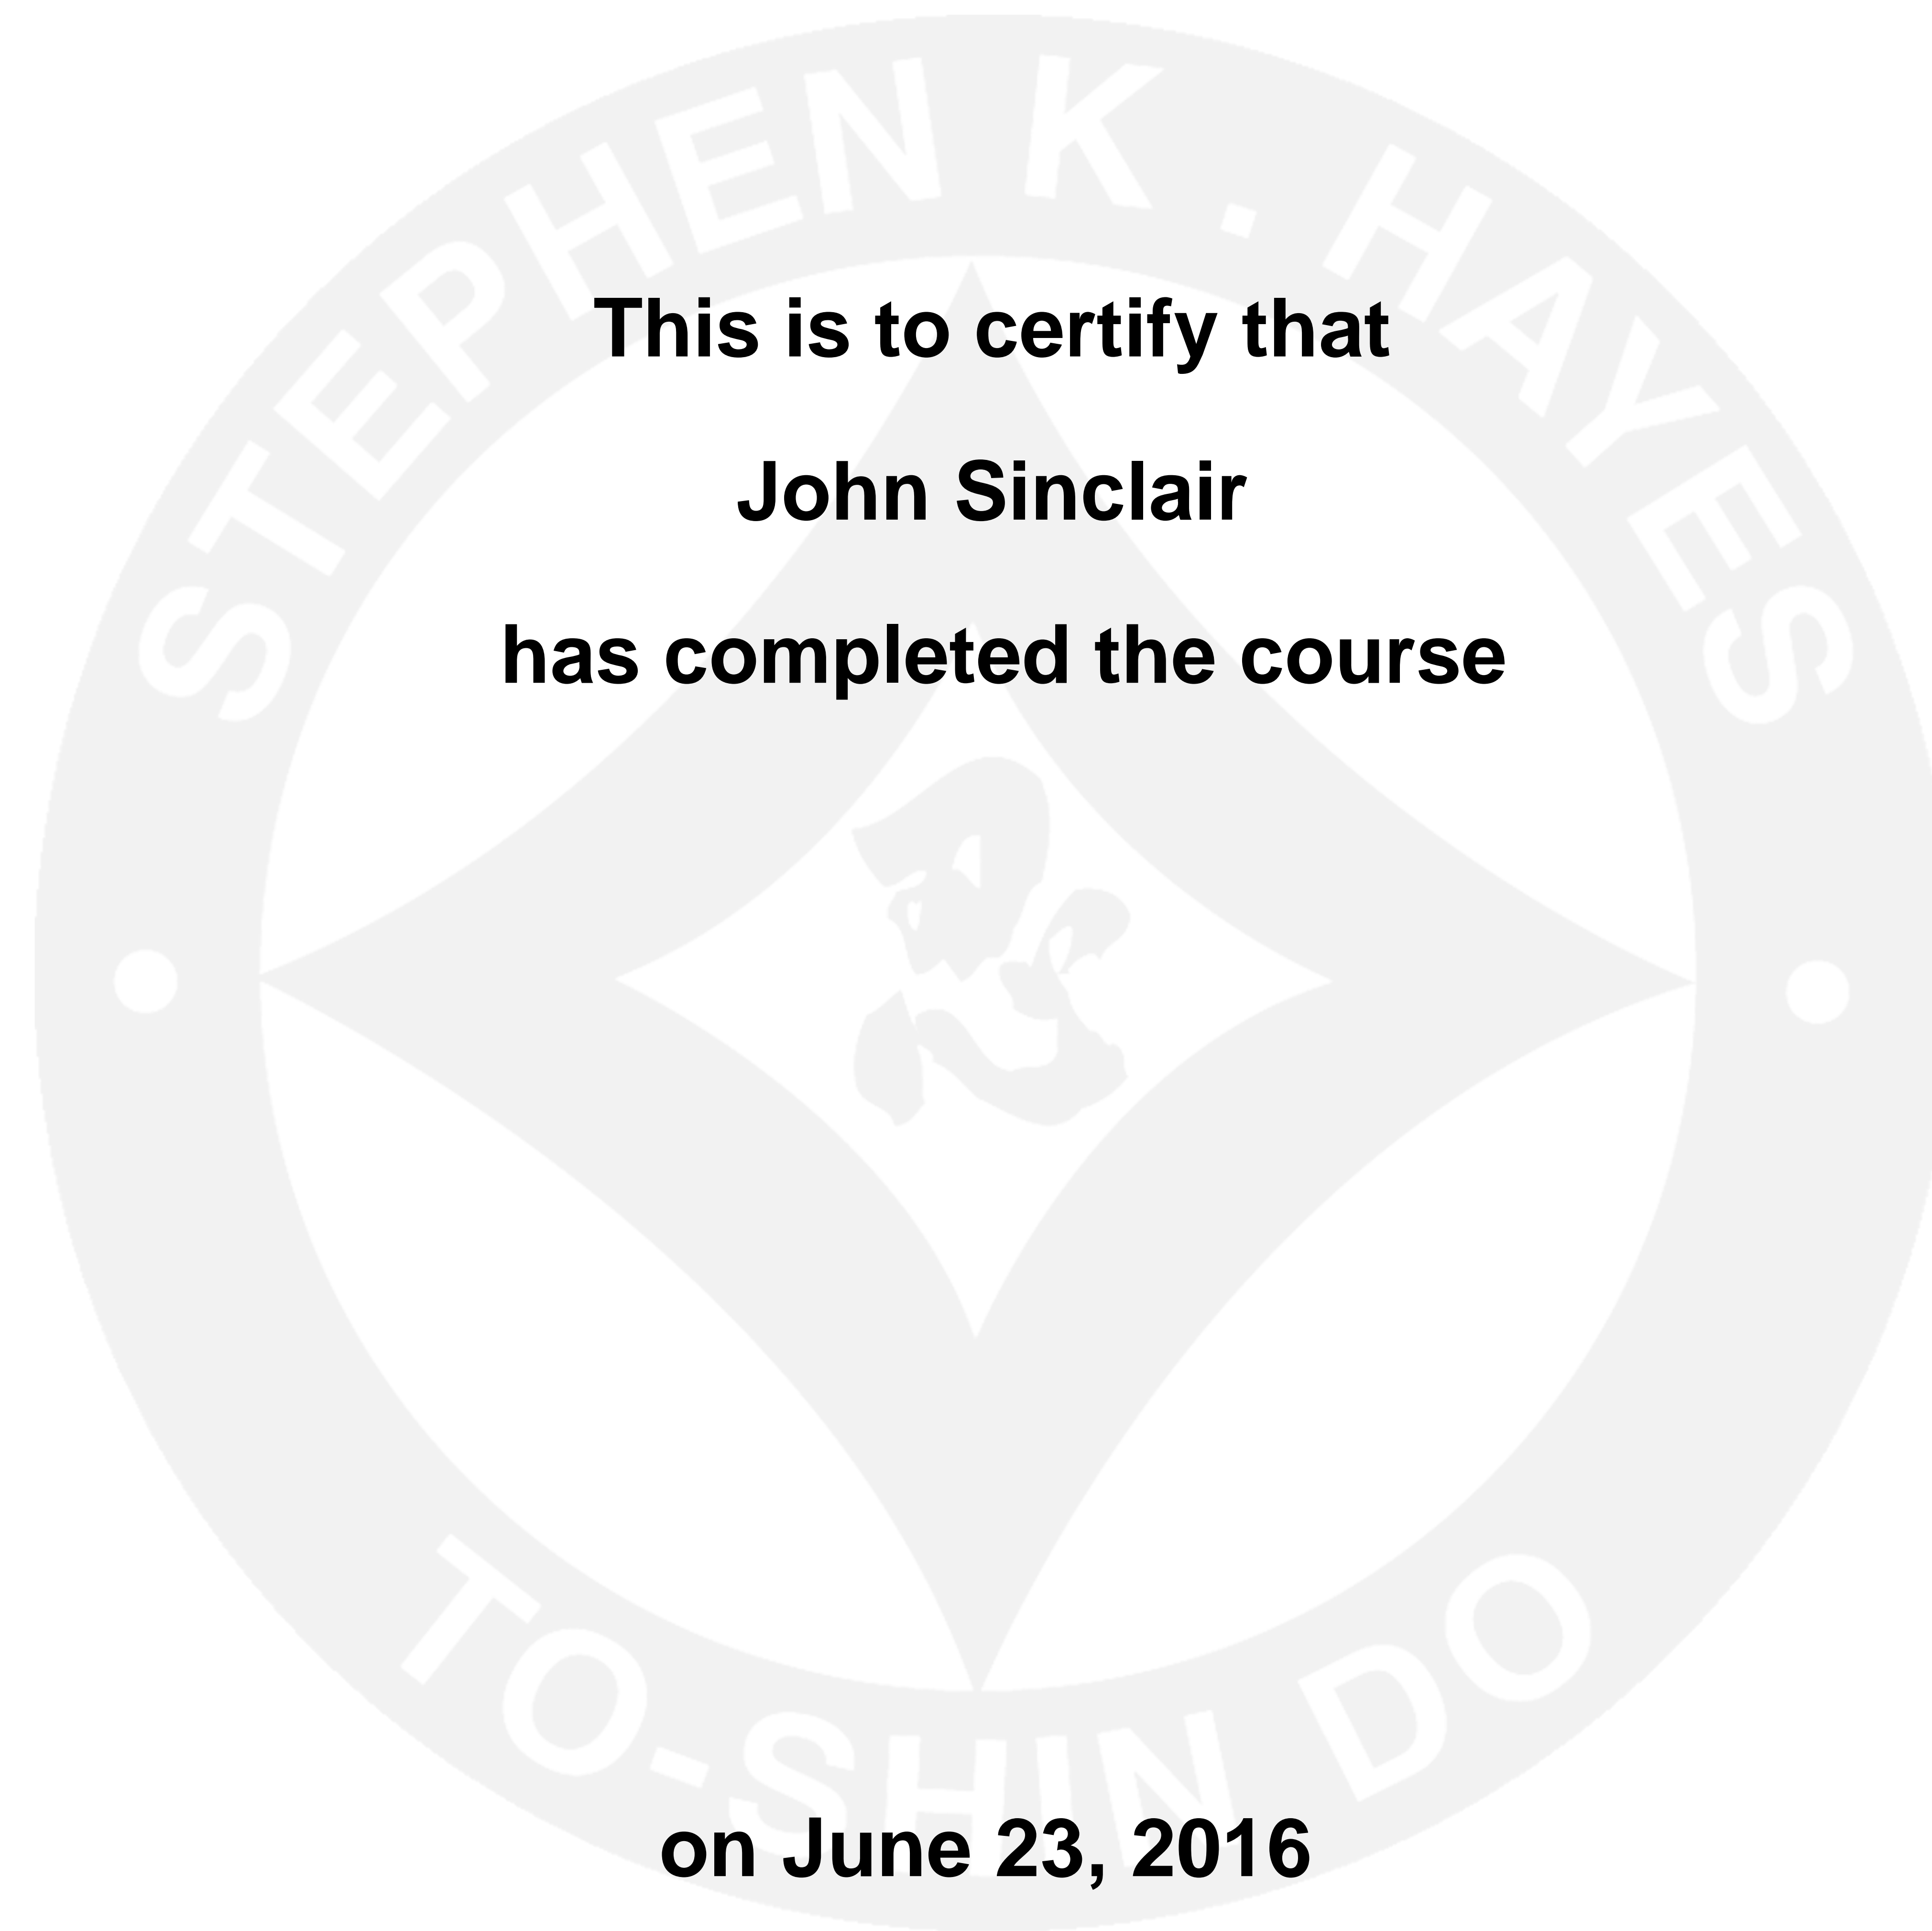 STEPHEN K. HAYES
This is to certify that
John Sinclair
has completed the course
忍
TO-SHIN DO
on June 23, 2016